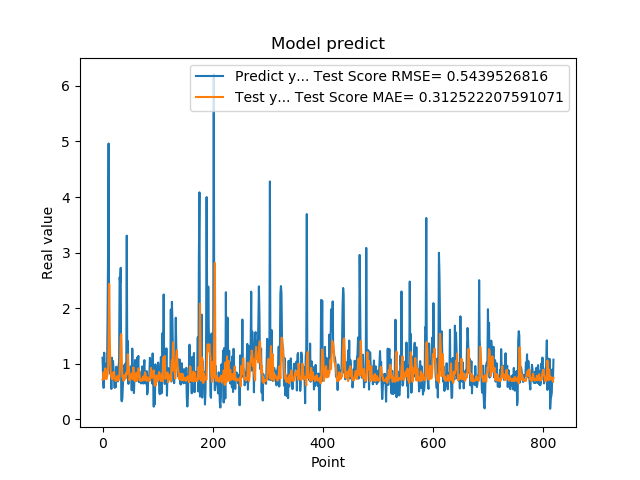 Model predict
Predict y... Test Score RMSE= 0.5439526816
Test y... Test Score MAE= 0.312522207591071
6
5
4
3
2
1
0
Real value
0 200 400 600 800
Point